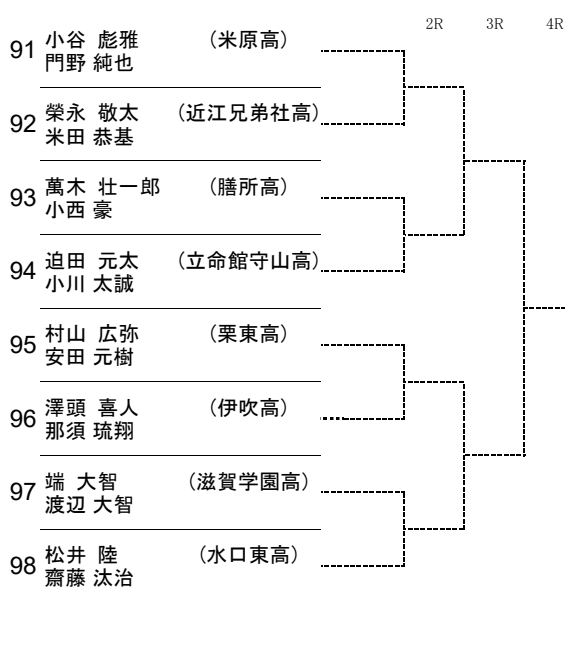 2R 3R 4R
91 小谷 彪雅 （米原高）
門野 純也
92 榮永 敬太 （近江兄弟社高）
米田 恭基
93 萬木 壮一郎 （膳所高）
小西 豪
94 迫田 元太 （立命館守山高）
小川 太誠
95 村山 広弥 （栗東高）
安田 元樹
96 澤頭 喜人 （伊吹高）
那須 琉翔
97 端 大智 （滋賀学園高）
渡辺 大智
98 松井 陸 （水口東高）
齋藤 汰治